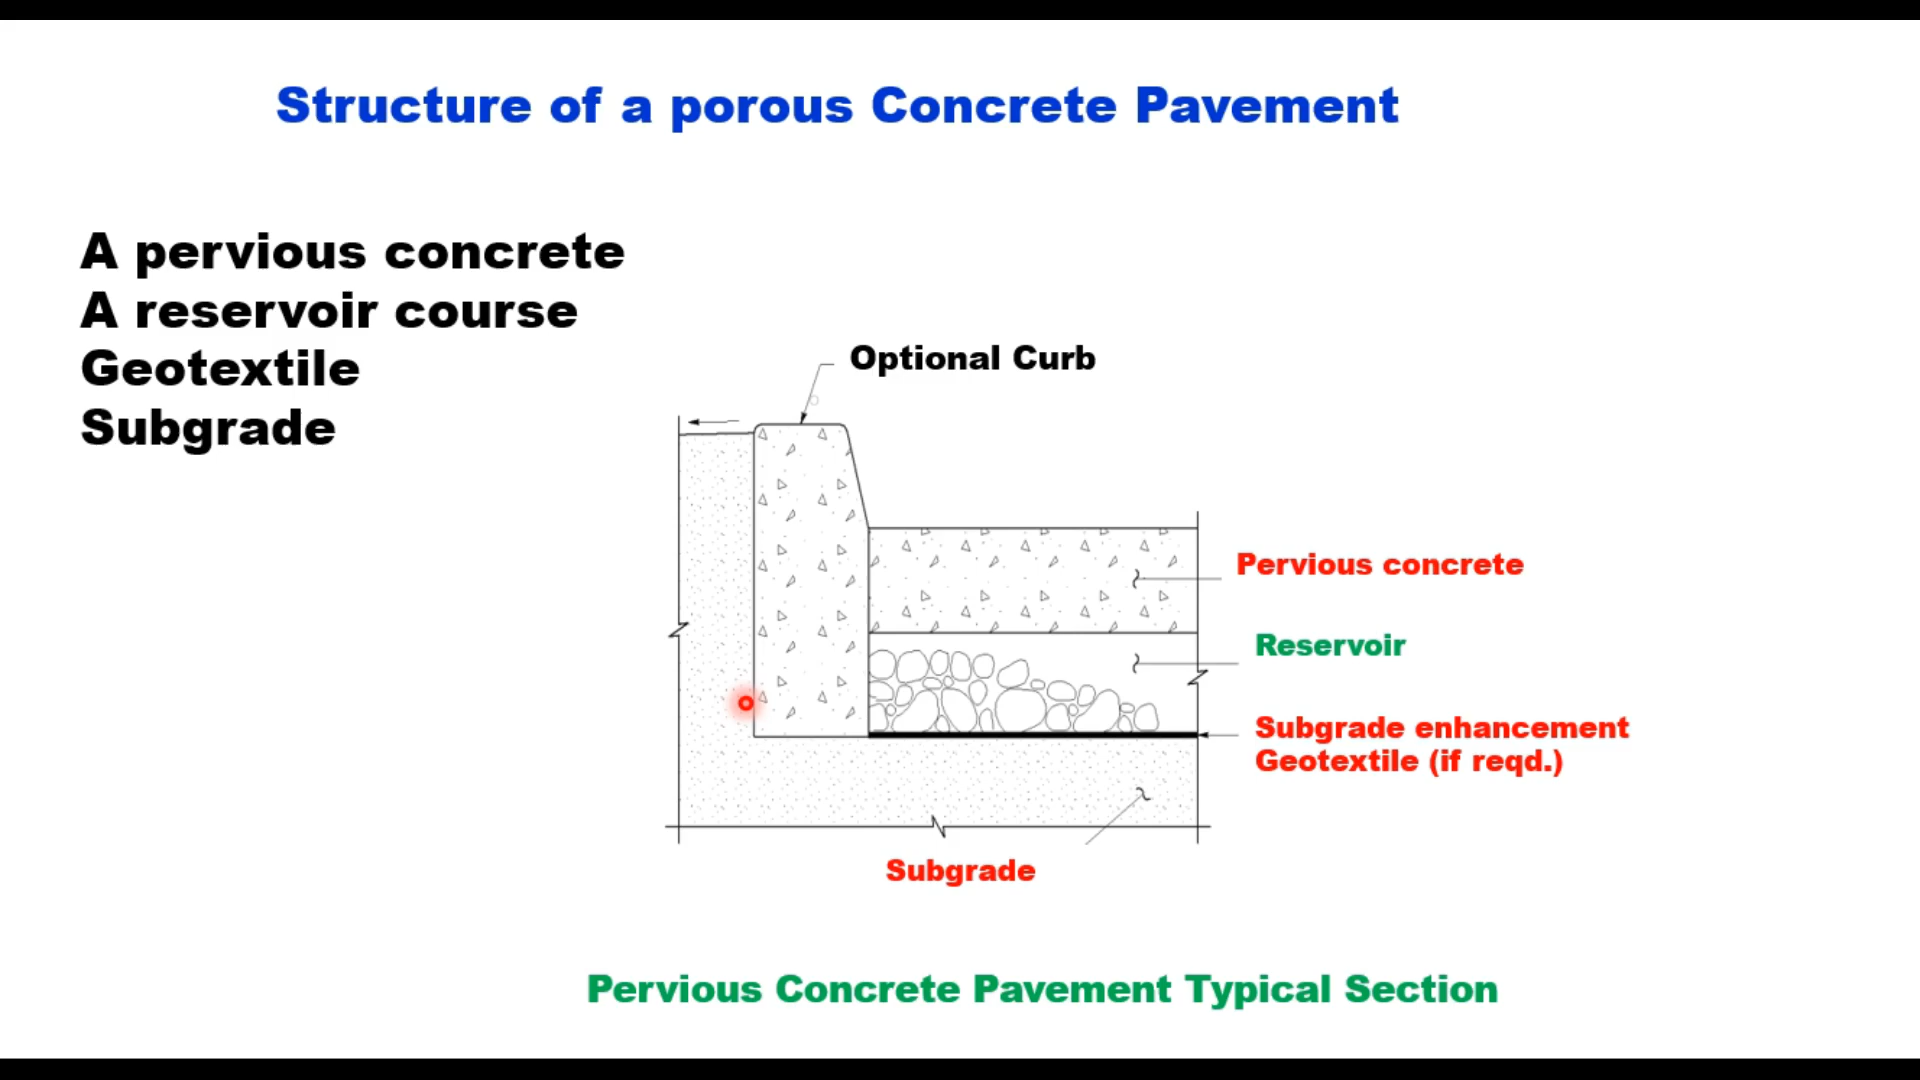 Structure of a porous Concrete Pavement
A pervious concrete
A reservoir course
Geotextile
Subgrade
Optional Curb
Pervious concrete
Reservoir
Subgrade enhancement
Geotextile (if reqd.)
Subgrade
Pervious Concrete Pavement Typical Section